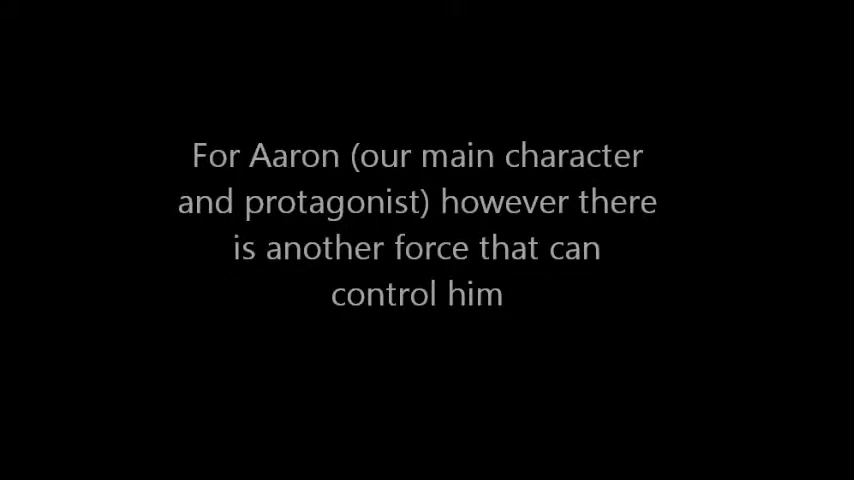 For Aaron (our main character
and protagonist) however there
is another force that can
control him